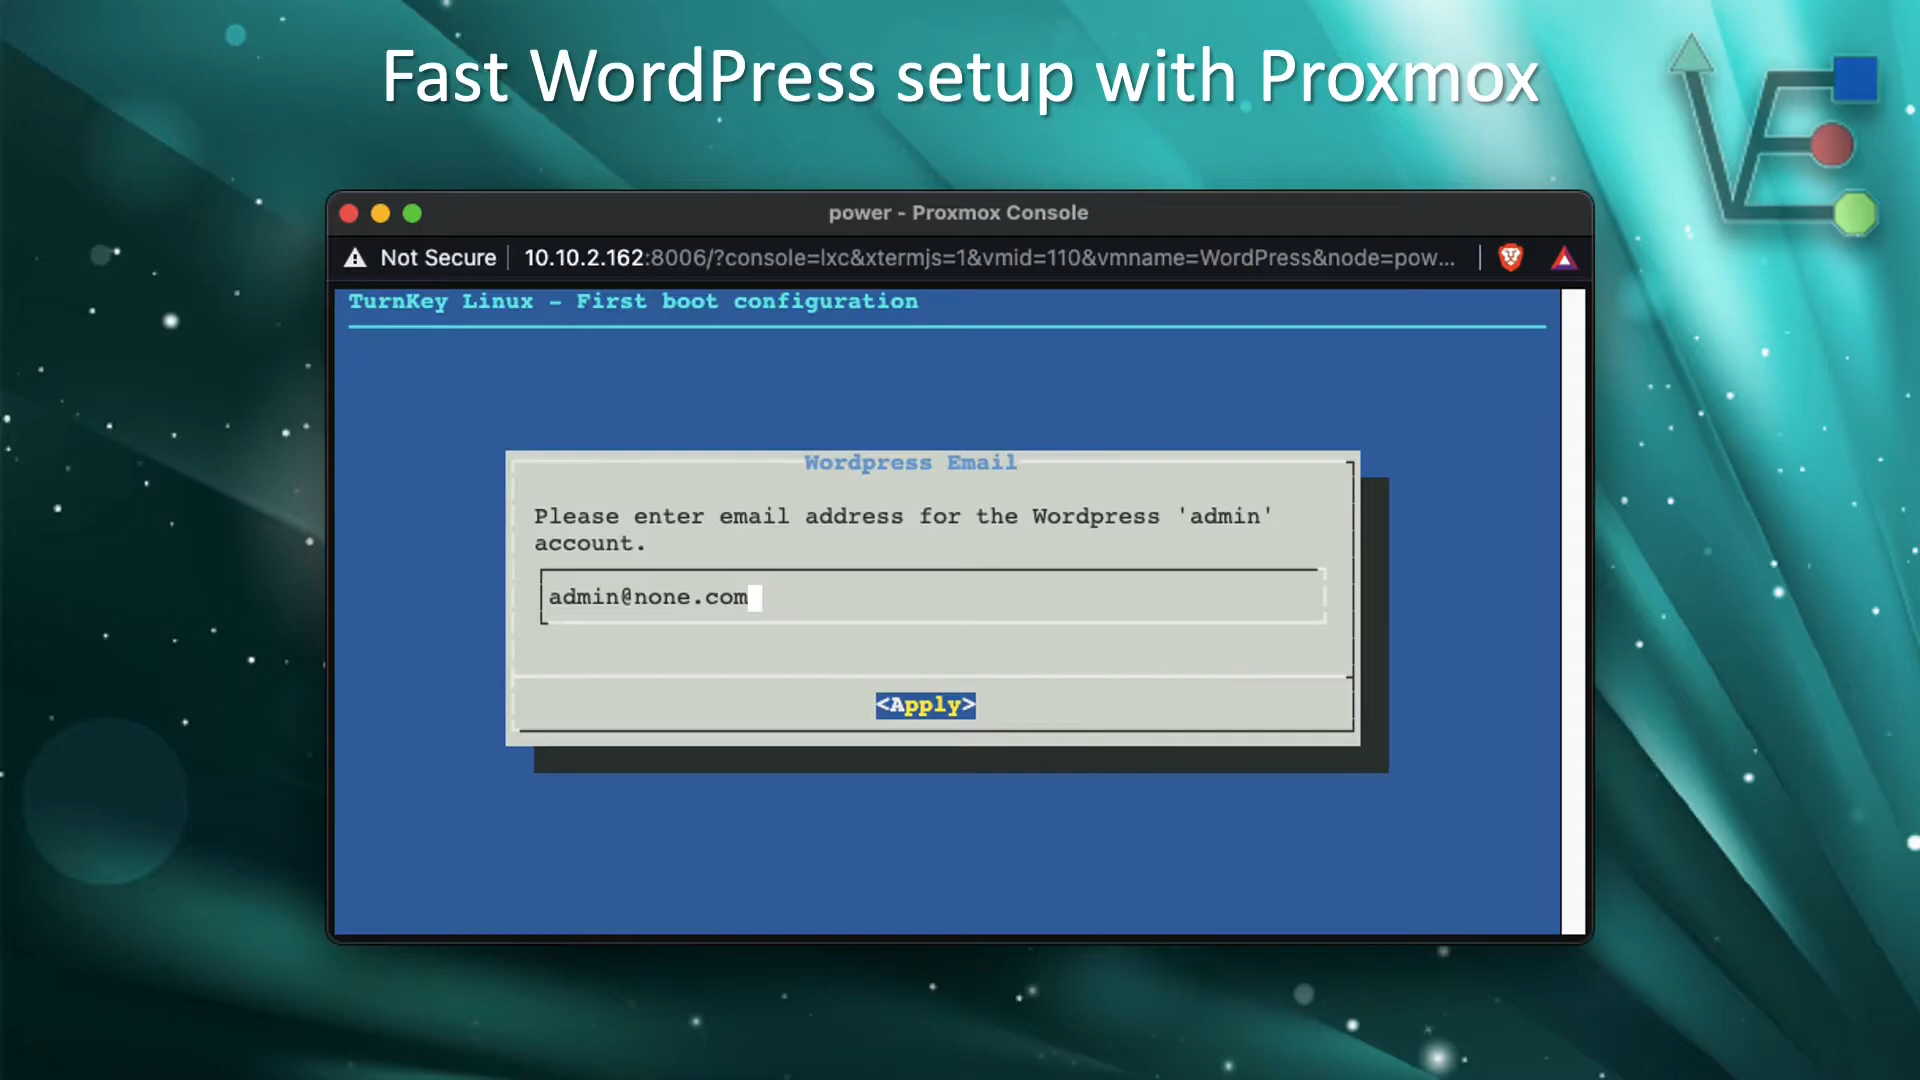 Fast WordPress setup with Proxmox
power - Proxmox Console
Not Secure
10.10.2.162:8006/?console=lxc&xtermjs=1&vmid=110&vmname=WordPress&node=pow...
TurnKey Linux - First boot configuration
Wordpress Email
Please enter email address for the Wordpress 'admin'
account.
admin@none.com
<Apply>